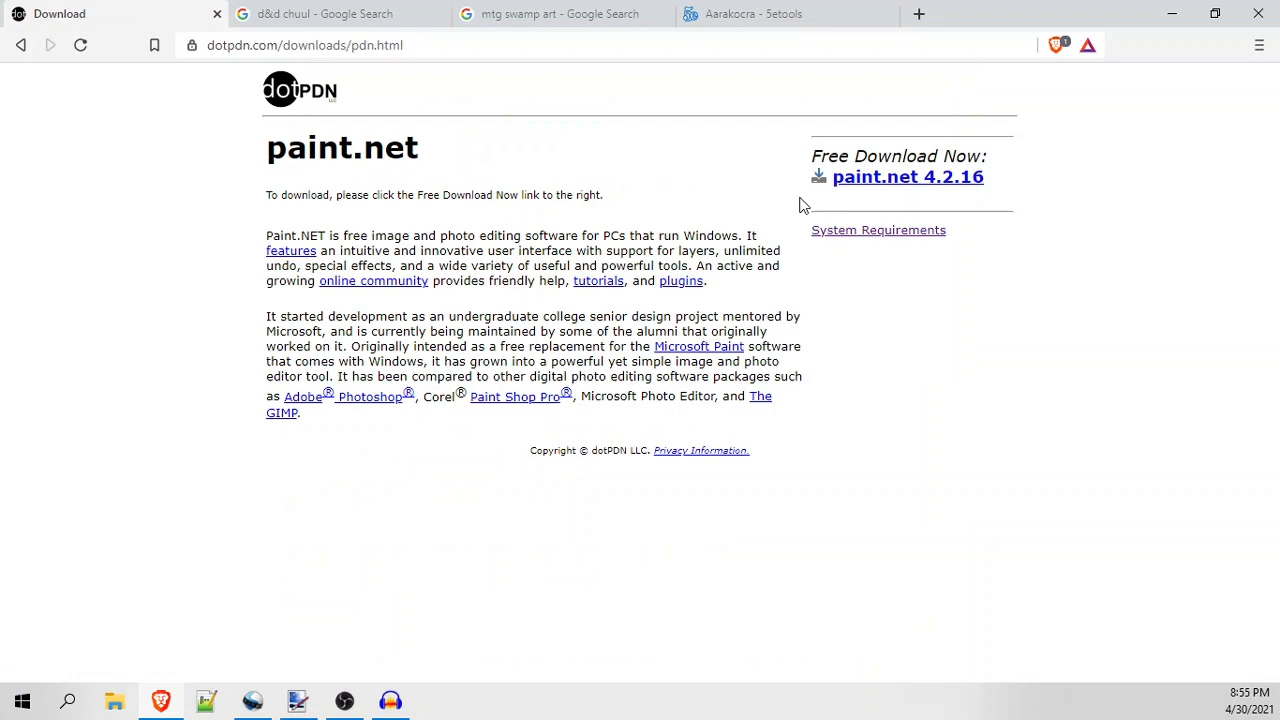 Download
d&d chuul - Google Search
mtg swamp art - Google Search
Aarakocra - 5etools
dotpdn.com/downloads/pdn.html
1
dotPDN LLC
paint.net
Free Download Now:
paint.net 4.2.16
To download, please click the Free Download Now link to the right.
System Requirements
Paint.NET is free image and photo editing software for PCs that run Windows. It
features an intuitive and innovative user interface with support for layers, unlimited
undo, special effects, and a wide variety of useful and powerful tools. An active and
growing online community provides friendly help, tutorials, and plugins.
It started development as an undergraduate college senior design project mentored by
Microsoft, and is currently being maintained by some of the alumni that originally
worked on it. Originally intended as a free replacement for the Microsoft Paint software
that comes with Windows, it has grown into a powerful yet simple image and photo
editor tool. It has been compared to other digital photo editing software packages such
as Adobe® Photoshop®, Corel® Paint Shop Pro®, Microsoft Photo Editor, and The
GIMP.
Copyright © dotPDN LLC. Privacy Information.
8:55 PM
4/30/2021